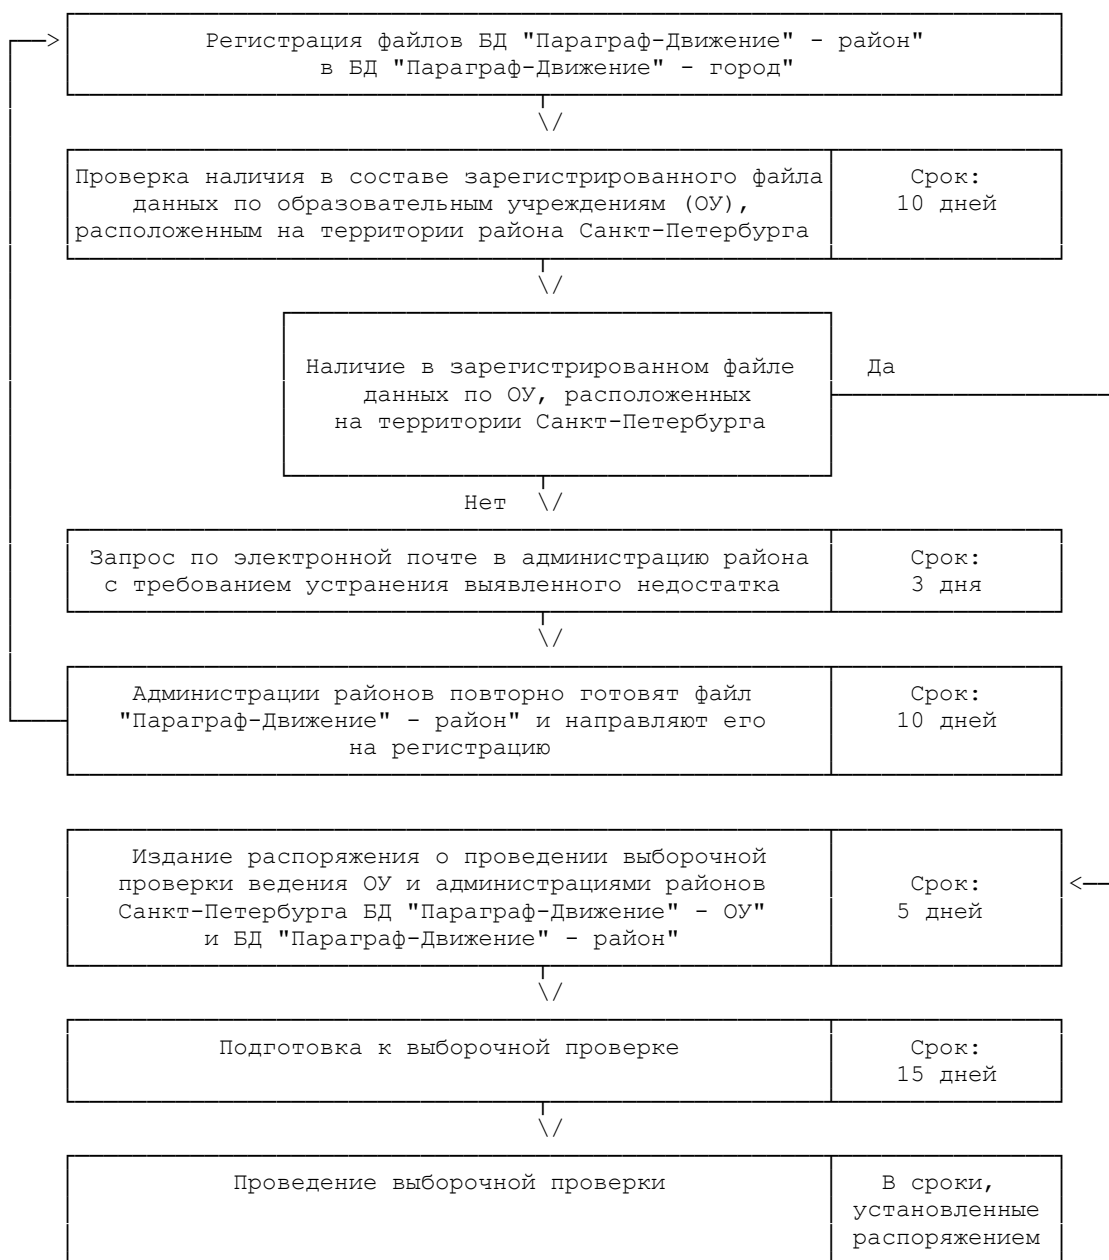 Регистрация файлов БД "Параграф-Движение" - район"
в БД "Параграф-Движение" - город"
Проверка наличия в составе зарегистрированного файла
данных по образовательным учреждениям (ОУ),
расположенным на территории района Санкт-Петербурга
Срок:
10 дней
Наличие в зарегистрированном файле
данных по ОУ, расположенных
на территории Санкт-Петербурга
Да
Нет
Запрос по электронной почте в администрацию района
с требованием устранения выявленного недостатка
Срок:
3 дня
Администрации районов повторно готовят файл
"Параграф-Движение" - район" и направляют его
на регистрацию
Срок:
10 дней
Издание распоряжения о проведении выборочной
проверки ведения ОУ и администрациями районов
Санкт-Петербурга БД "Параграф-Движение" - ОУ"
и БД "Параграф-Движение" - район"
Срок:
5 дней
Подготовка к выборочной проверке
Срок:
15 дней
Проведение выборочной проверки
В сроки,
установленные
распоряжением